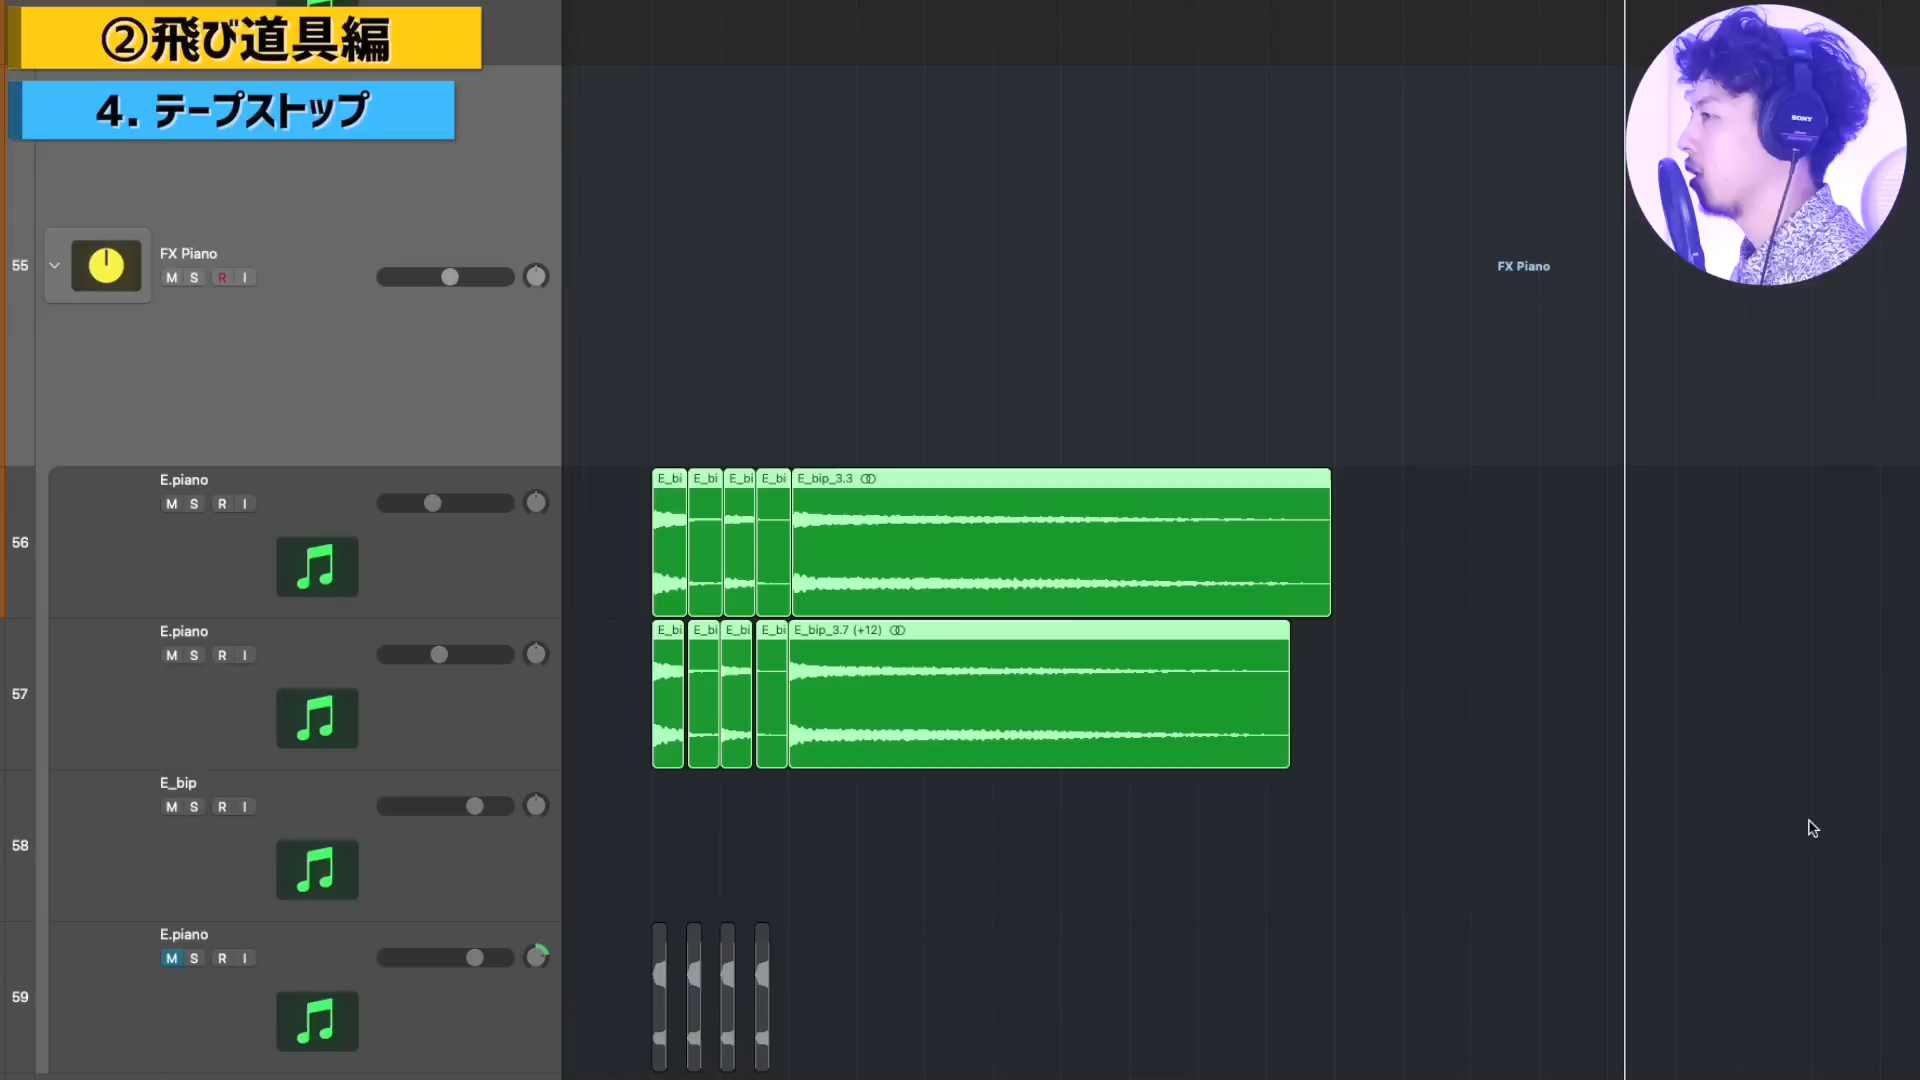 ②飛び道具編
4. テープストップ
SONY
55
FX Piano
M S R I
FX Piano
E.piano
M S R I
56
E_bi E_bi E_bi E_bi E_bip_3.3
E.piano
M S R I
57
E_bi E_bi E_bi E_bi E_bip_3.7 (+12)
E_bip
M S R I
58
E.piano
M S R I
59